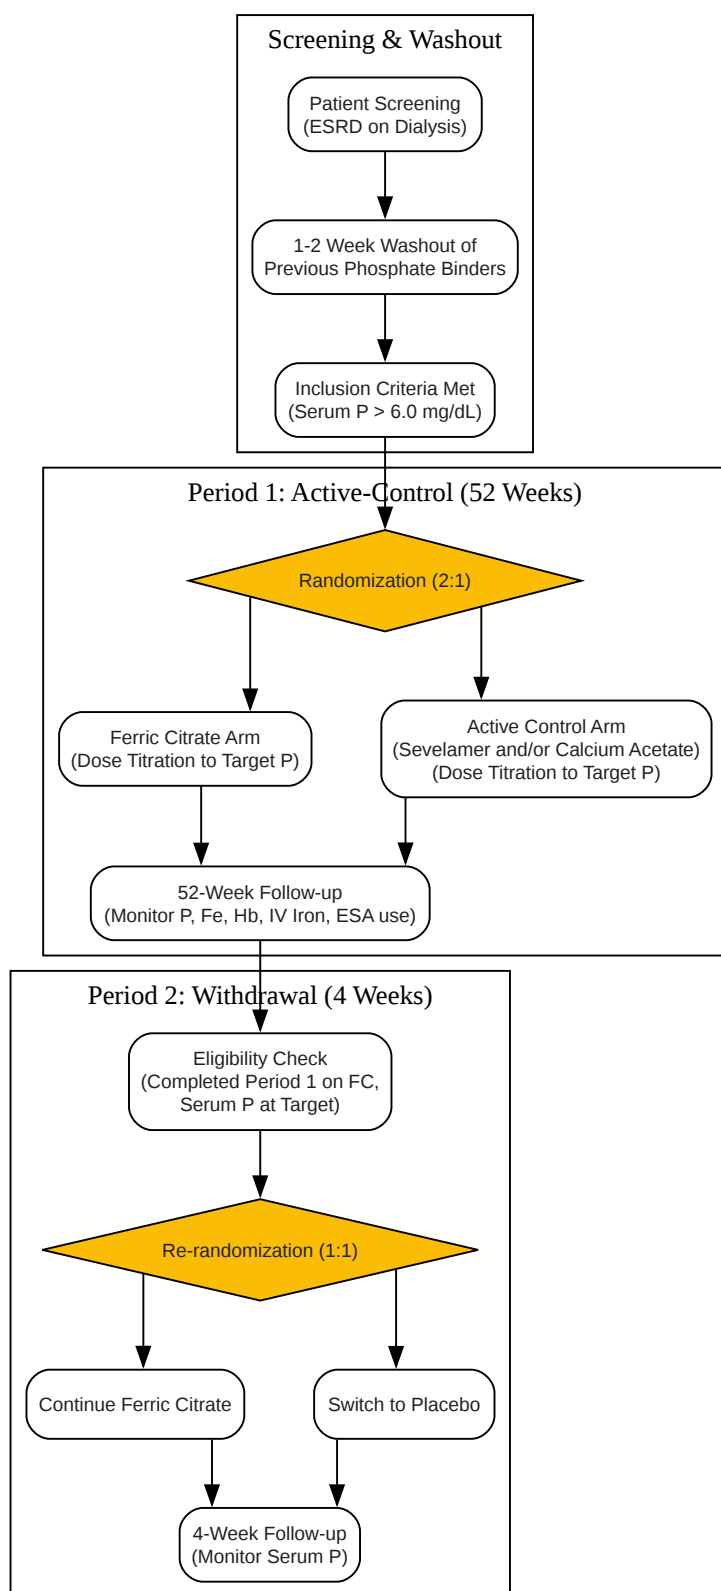 Screening & Washout
Patient Screening
(ESRD on Dialysis)
1-2 Week Washout of
Previous Phosphate Binders
Inclusion Criteria Met
(Serum P > 6.0 mg/dL)
Period 1: Active-Control (52 Weeks)
Randomization (2:1)
Ferric Citrate Arm
(Dose Titration to Target P)
Active Control Arm
(Sevelamer and/or Calcium Acetate)
(Dose Titration to Target P)
52-Week Follow-up
(Monitor P, Fe, Hb, IV Iron, ESA use)
Period 2: Withdrawal (4 Weeks)
Eligibility Check
(Completed Period 1 on FC,
Serum P at Target)
Re-randomization (1:1)
Continue Ferric Citrate
Switch to Placebo
4-Week Follow-up
(Monitor Serum P)